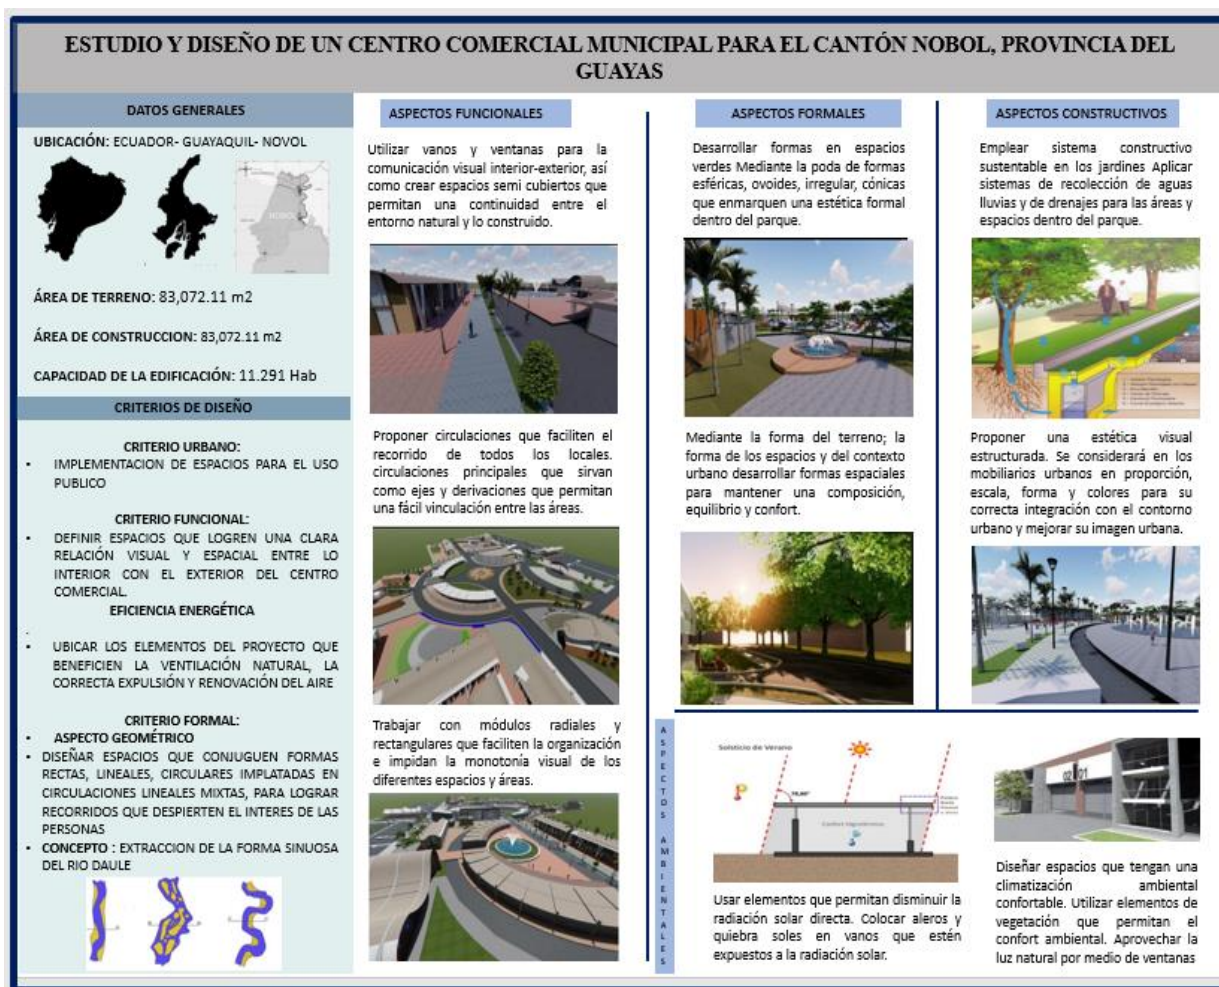 ESTUDIO Y DISEÑO DE UN CENTRO COMERCIAL MUNICIPAL PARA EL CANTÓN NOBOL, PROVINCIA DEL
GUAYAS
DATOS GENERALES
UBICACIÓN: ECUADOR- GUAYAQUIL- NOVOL
NOBOL
ÁREA DE TERRENO: 83,072.11 m2
ÁREA DE CONSTRUCCION: 83,072.11 m2
CAPACIDAD DE LA EDIFICACIÓN: 11.291 Hab
CRITERIOS DE DISEÑO
CRITERIO URBANO:
• IMPLEMENTACION DE ESPACIOS PARA EL USO
PUBLICO
CRITERIO FUNCIONAL:
• DEFINIR ESPACIOS QUE LOGREN UNA CLARA
RELACIÓN VISUAL Y ESPACIAL ENTRE LO
INTERIOR CON EL EXTERIOR DEL CENTRO
COMERCIAL.
EFICIENCIA ENERGÉTICA
.
• UBICAR LOS ELEMENTOS DEL PROYECTO QUE
BENEFICIEN LA VENTILACIÓN NATURAL, LA
CORRECTA EXPULSIÓN Y RENOVACIÓN DEL AIRE
CRITERIO FORMAL:
• ASPECTO GEOMÉTRICO
• DISEÑAR ESPACIOS QUE CONJUGUEN FORMAS
RECTAS, LINEALES, CIRCULARES IMPLATADAS EN
CIRCULACIONES LINEALES MIXTAS, PARA LOGRAR
RECORRIDOS QUE DESPIERTEN EL INTERES DE LAS
PERSONAS
• CONCEPTO : EXTRACCION DE LA FORMA SINUOSA
DEL RIO DAULE
ASPECTOS FUNCIONALES
Utilizar vanos y ventanas para la
comunicación visual interior-exterior, así
como crear espacios semi cubiertos que
permitan una continuidad entre el
entorno natural y lo construido.
Proponer circulaciones que faciliten el
recorrido de todos los locales.
circulaciones principales que sirvan
como ejes y derivaciones que permitan
una fácil vinculación entre las áreas.
Trabajar con módulos radiales y
rectangulares que faciliten la organización
e impidan la monotonía visual de los
diferentes espacios y áreas.
ASPECTOS FORMALES
Desarrollar formas en espacios
verdes Mediante la poda de formas
esféricas, ovoides, irregular, cónicas
que enmarquen una estética formal
dentro del parque.
Mediante la forma del terreno; la
forma de los espacios y del contexto
urbano desarrollar formas espaciales
para mantener una composición,
equilibrio y confort.
ASPECTOS CONSTRUCTIVOS
Emplear sistema constructivo
sustentable en los jardines Aplicar
sistemas de recolección de aguas
lluvias y de drenajes para las áreas y
espacios dentro del parque.
Proponer una estética visual
estructurada. Se considerará en los
mobiliarios urbanos en proporción,
escala, forma y colores para su
correcta integración con el contorno
urbano y mejorar su imagen urbana.
ASPECTOS AMBIENTALES
Solsticio de Verano
Confort higrotérmico
Usar elementos que permitan disminuir la
radiación solar directa. Colocar aleros y
quiebra soles en vanos que estén
expuestos a la radiación solar.
02 01
Diseñar espacios que tengan una
climatización ambiental
confortable. Utilizar elementos de
vegetación que permitan el
confort ambiental. Aprovechar la
luz natural por medio de ventanas